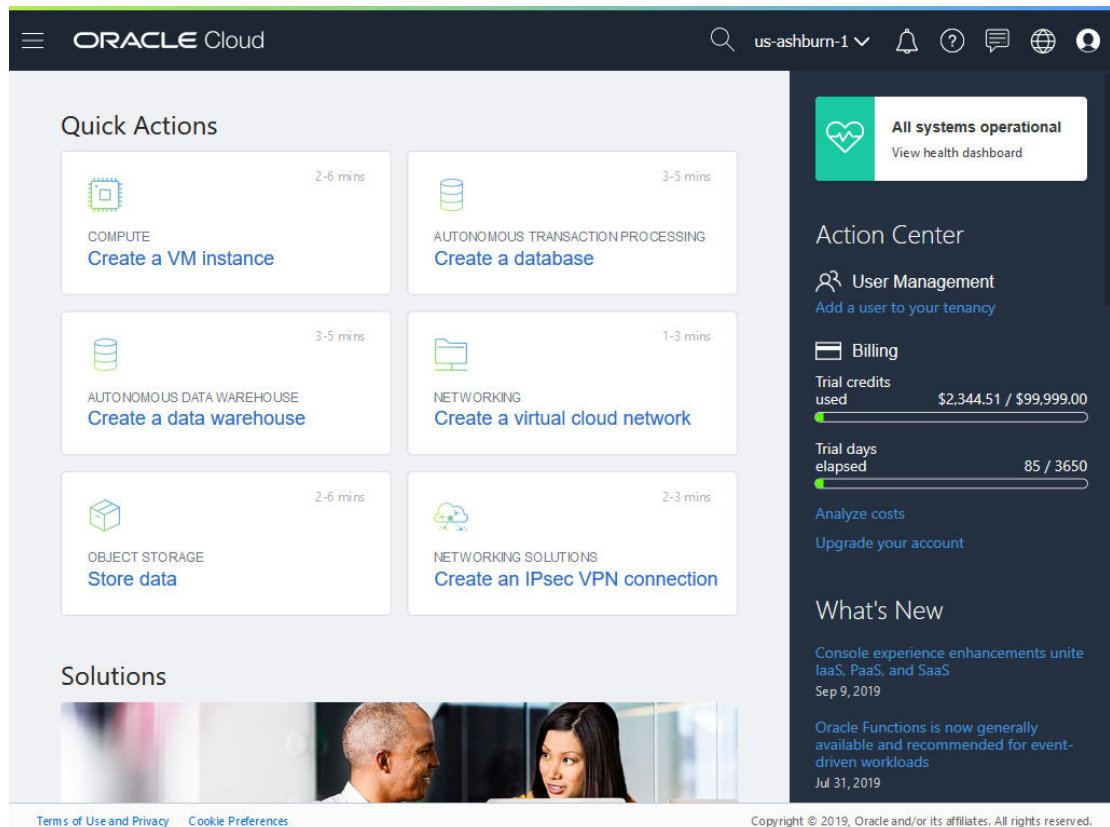 ORACLE Cloud
us-ashburn-1
Quick Actions
2-6 mins
COMPUTE
Create a VM instance
3-5 mins
AUTONOMOUS TRANSACTION PROCESSING
Create a database
3-5 mins
AUTONOMOUS DATA WAREHOUSE
Create a data warehouse
1-3 mins
NETWORKING
Create a virtual cloud network
2-6 mins
OBJECT STORAGE
Store data
2-3 mins
NETWORKING SOLUTIONS
Create an IPsec VPN connection
Solutions
All systems operational
View health dashboard
Action Center
User Management
Add a user to your tenancy
Billing
Trial credits
used $2,344.51 / $99,999.00
Trial days
elapsed 85 / 3650
Analyze costs
Upgrade your account
What's New
Console experience enhancements unite
IaaS, PaaS, and SaaS
Sep 9, 2019
Oracle Functions is now generally
available and recommended for event-
driven workloads
Jul 31, 2019
Terms of Use and Privacy Cookie Preferences
Copyright © 2019, Oracle and/or its affiliates. All rights reserved.